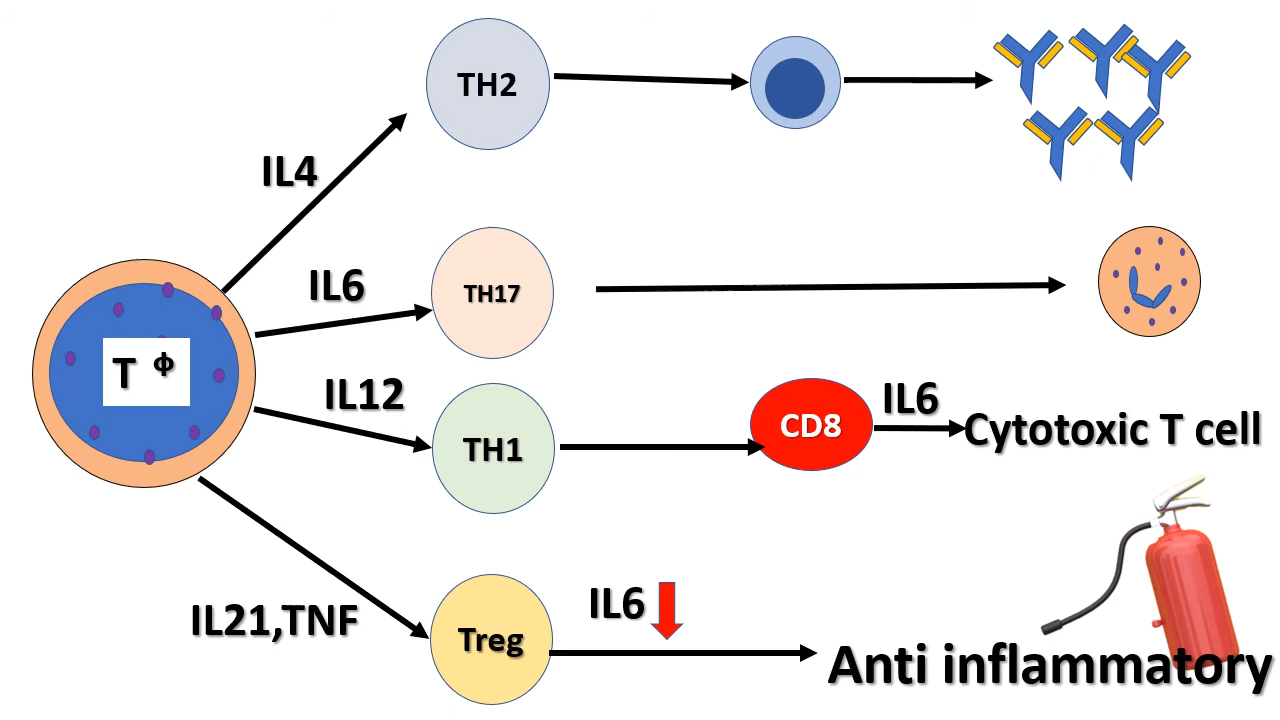 TH2
IL4
IL6
TH17
T ϕ
IL12
TH1
CD8
IL6
Cytotoxic T cell
IL21,TNF
Treg
IL6
Anti inflammatory